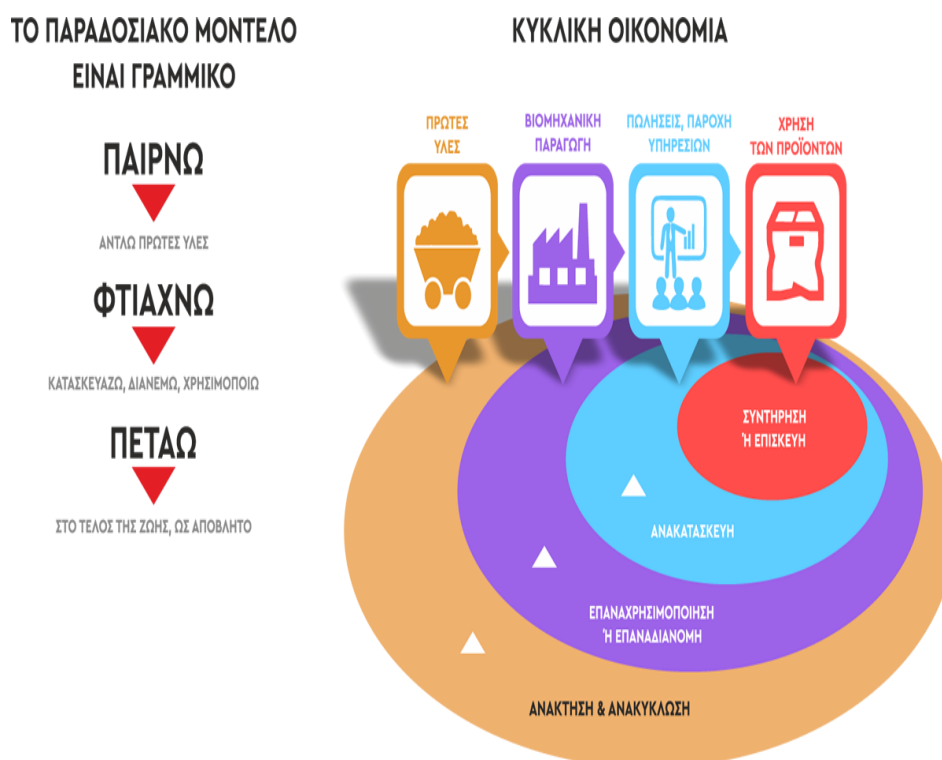 ΤΟ ΠΑΡΑΔΟΣΙΑΚΟ ΜΟΝΤΕΛΟ
ΕΙΝΑΙ ΓΡΑΜΜΙΚΟ
ΠΑΙΡΝΩ
ΑΝΤΛΩ ΠΡΩΤΕΣ ΥΛΕΣ
ΦΤΙΑΧΝΩ
ΚΑΤΑΣΚΕΥΑΖΩ, ΔΙΑΝΕΜΩ, ΧΡΗΣΙΜΟΠΟΙΩ
ΠΕΤΑΩ
ΣΤΟ ΤΕΛΟΣ ΤΗΣ ΖΩΗΣ, ΩΣ ΑΠΟΒΛΗΤΟ
ΚΥΚΛΙΚΗ ΟΙΚΟΝΟΜΙΑ
ΠΡΩΤΕΣ
ΥΛΕΣ
ΒΙΟΜΗΧΑΝΙΚΗ
ΠΑΡΑΓΩΓΗ
ΠΩΛΗΣΕΙΣ, ΠΑΡΟΧΗ
ΥΠΗΡΕΣΙΩΝ
ΧΡΗΣΗ
ΤΩΝ ΠΡΟΪΟΝΤΩΝ
ΣΥΝΤΗΡΗΣΗ
Ή ΕΠΙΣΚΕΥΗ
ΑΝΑΚΑΤΑΣΚΕΥΗ
ΕΠΑΝΑΧΡΗΣΙΜΟΠΟΙΗΣΗ
Ή ΕΠΑΝΑΔΙΑΝΟΜΗ
ΑΝΑΚΤΗΣΗ & ΑΝΑΚΥΚΛΩΣΗ